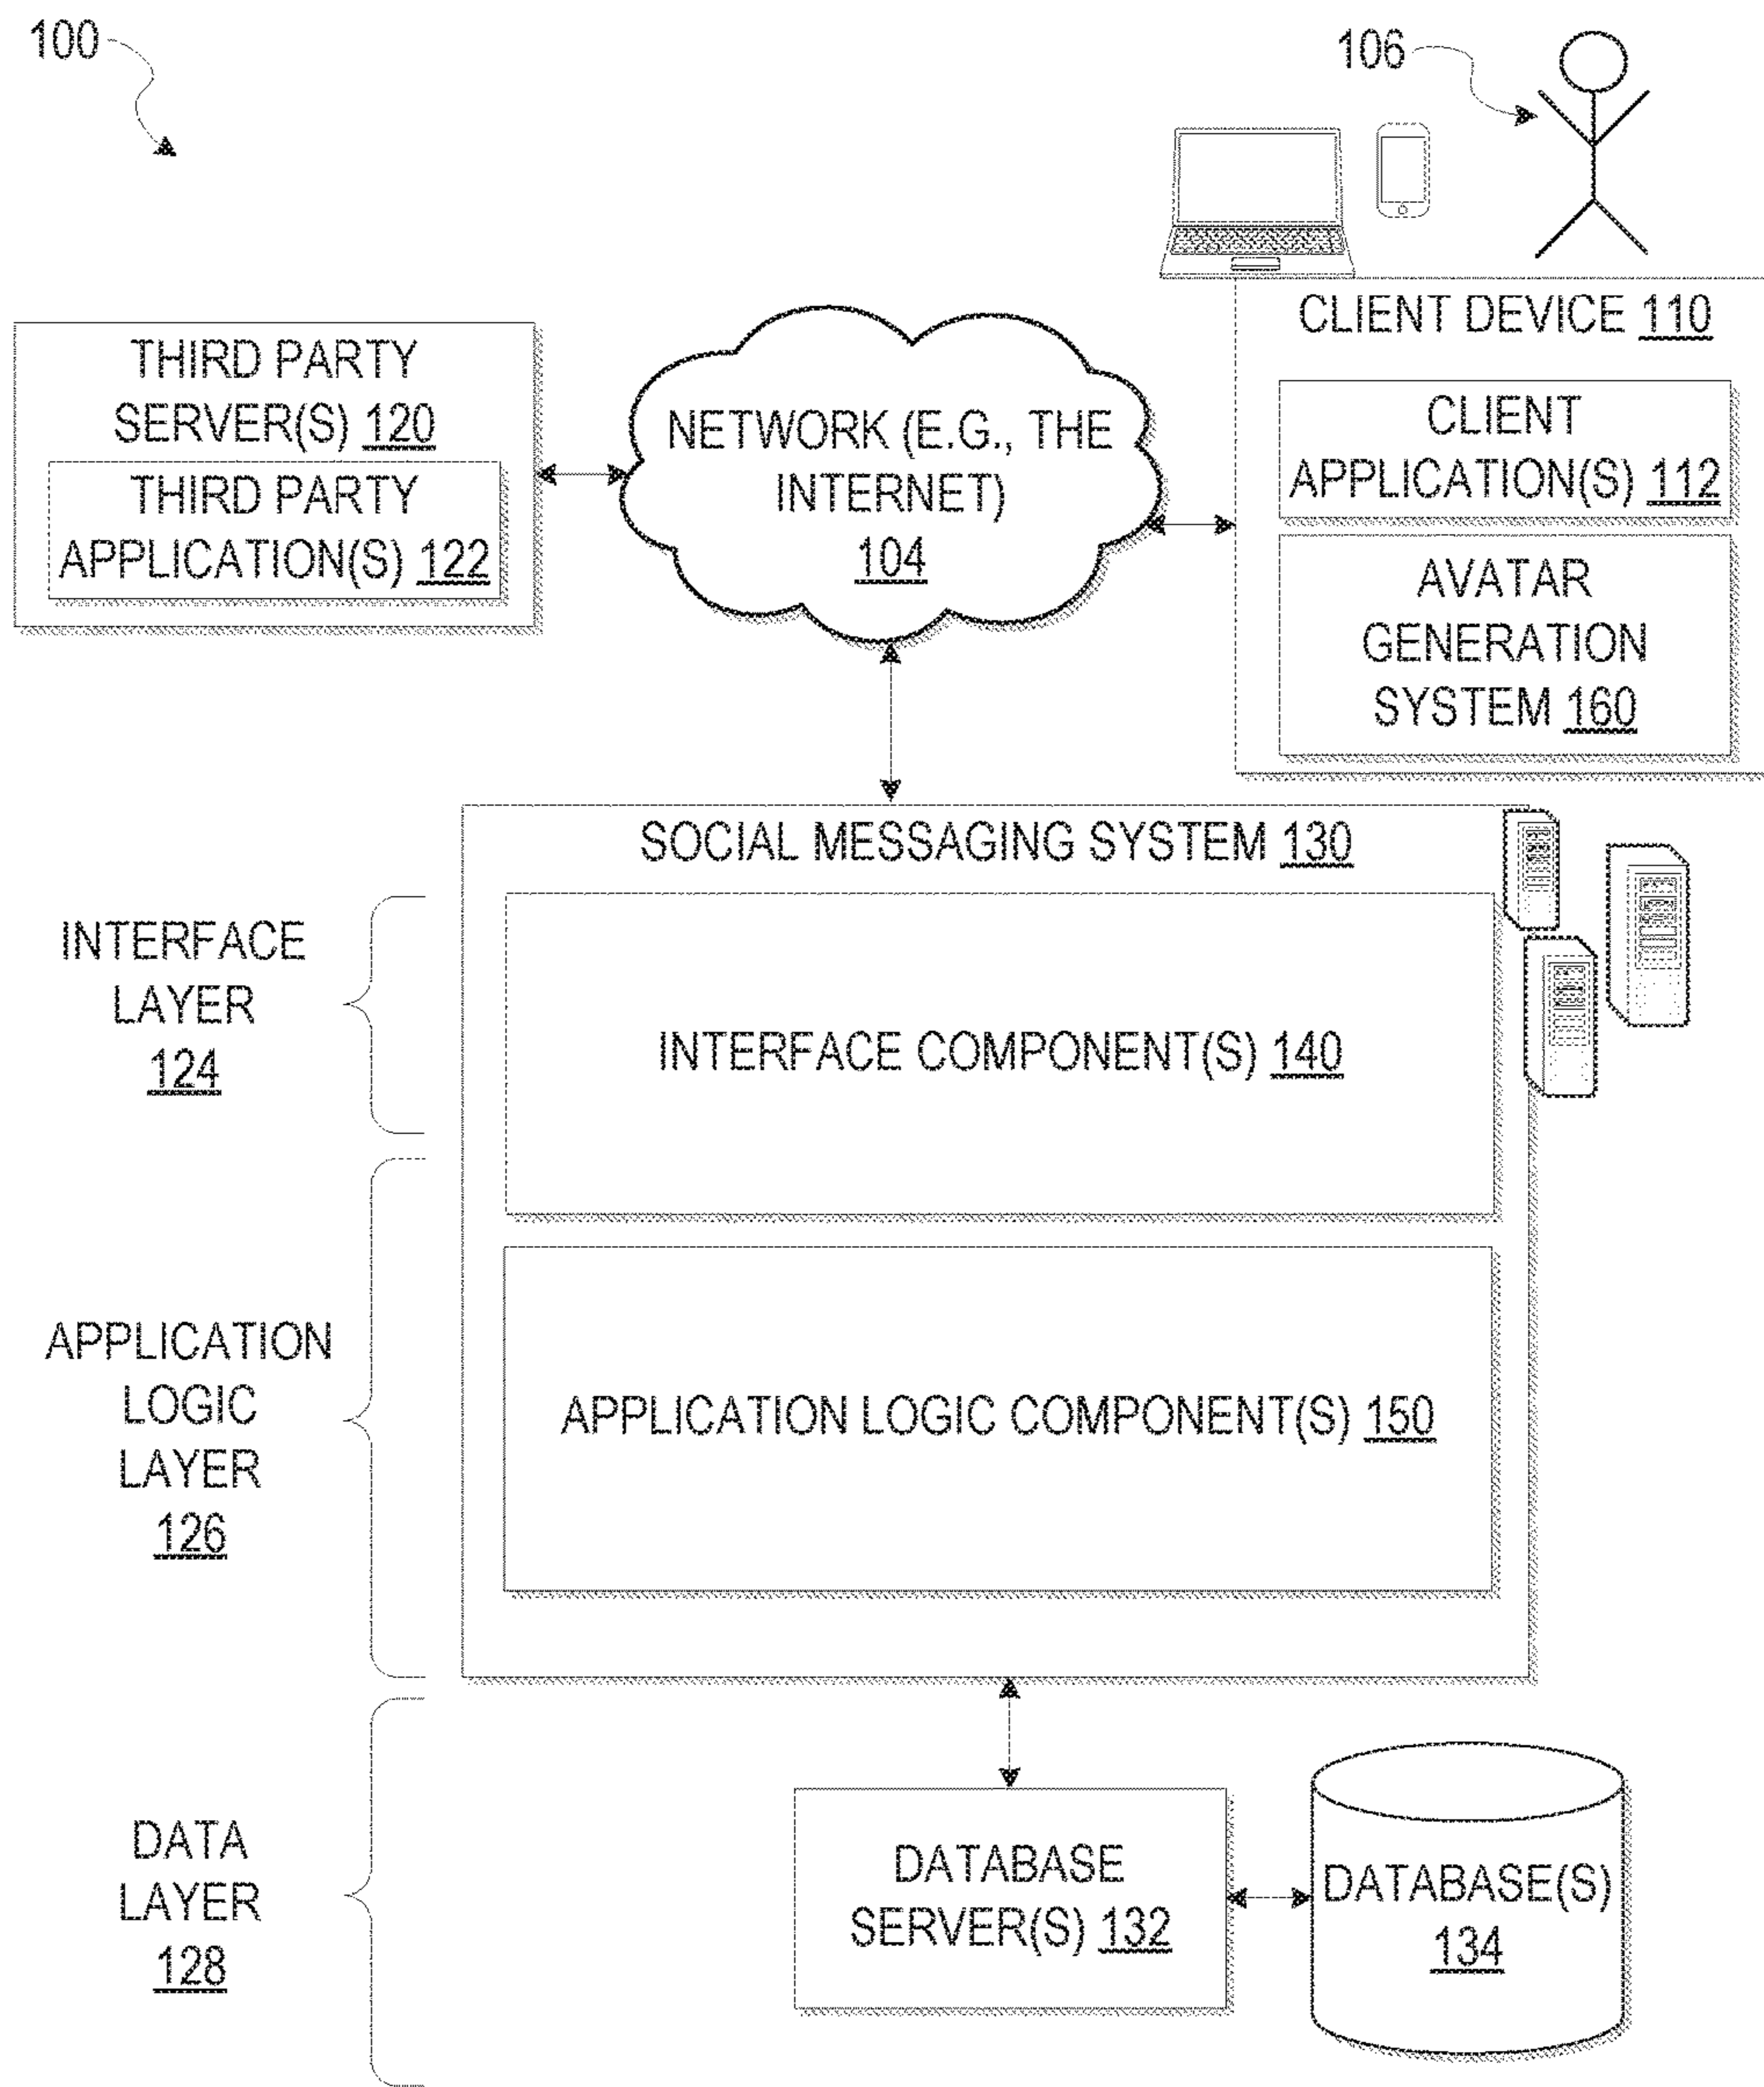 100
106
CLIENT DEVICE 110
CLIENT
APPLICATION(S) 112
AVATAR
GENERATION
SYSTEM 160
THIRD PARTY
SERVER(S) 120
THIRD PARTY
APPLICATION(S) 122
NETWORK (E.G., THE
INTERNET)
104
SOCIAL MESSAGING SYSTEM 130
INTERFACE
LAYER
124
INTERFACE COMPONENT(S) 140
APPLICATION
LOGIC
LAYER
126
APPLICATION LOGIC COMPONENT(S) 150
DATA
LAYER
128
DATABASE
SERVER(S) 132
DATABASE(S)
134